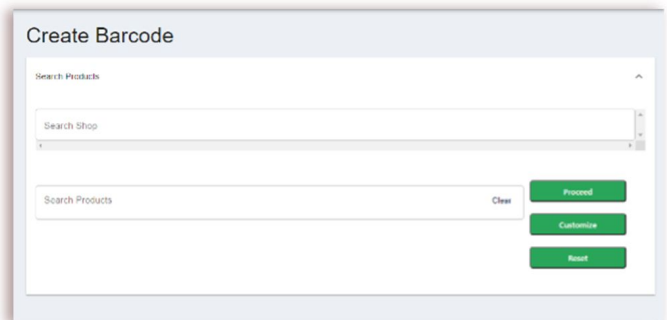 Create Barcode
Search Products
Search Shop
Search Products
Clear
Proceed
Customize
Reset